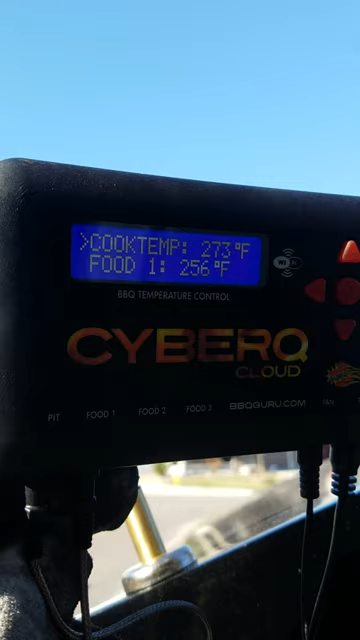 >COOKTEMP: 273°F
FOOD 1: 256°F
WiFi
BBQ TEMPERATURE CONTROL
CYBERQ
CLOUD
PIT FOOD 1 FOOD 2 FOOD 3 BBQGURU.COM